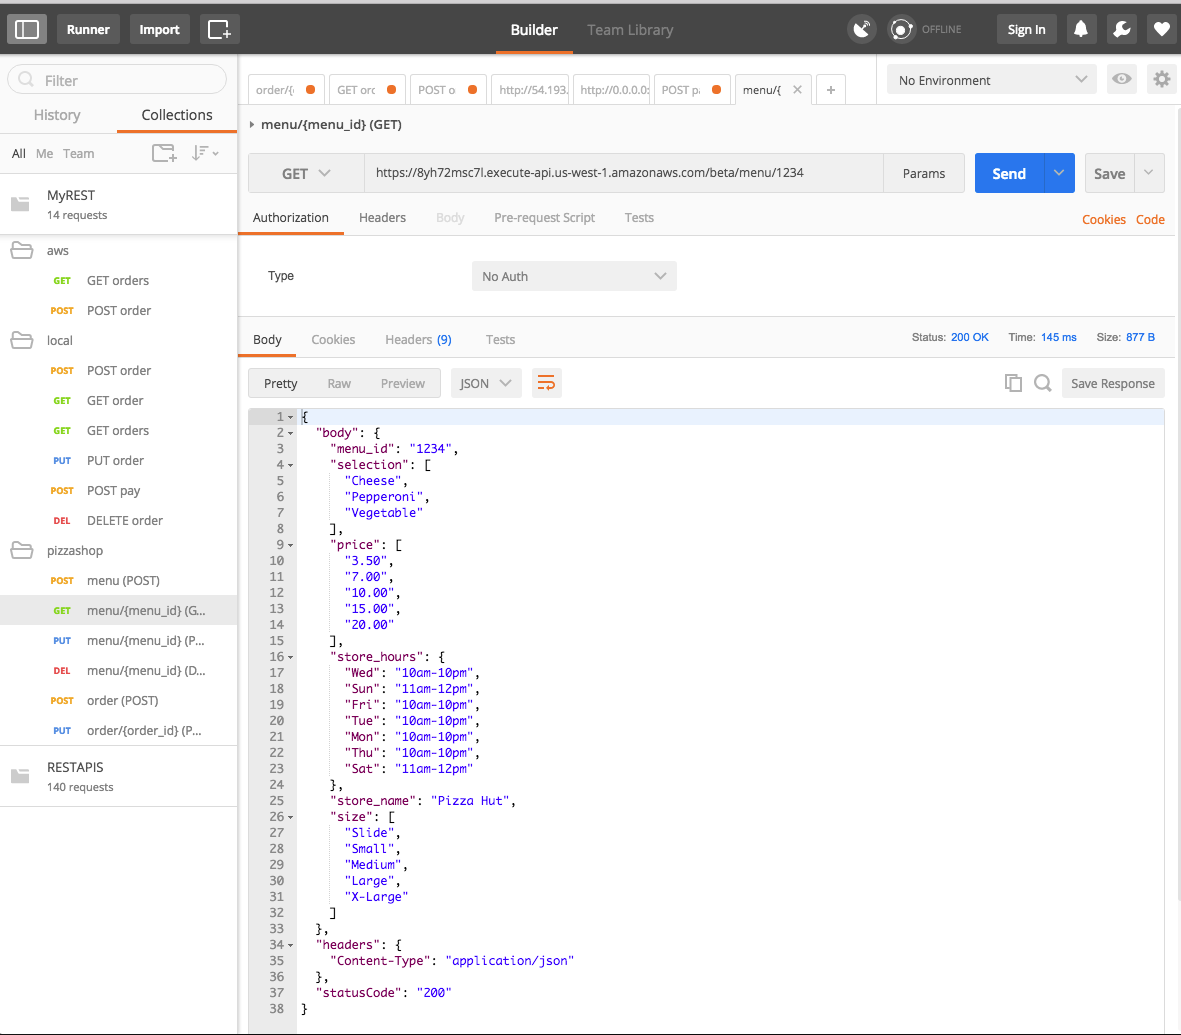 Runner Import Builder Team Library OFFLINE Sign In
Filter
History Collections
All Me Team
MyREST
14 requests
aws
GET GET orders
POST POST order
local
POST POST order
GET GET order
GET GET orders
PUT PUT order
POST POST pay
DEL DELETE order
pizzashop
POST menu (POST)
GET menu/{menu_id} (G...
PUT menu/{menu_id} (P...
DEL menu/{menu_id} (D...
POST order (POST)
PUT order/{order_id} (P...
RESTAPIS
140 requests
order/{ GET orc POST o http://54.193. http://0.0.0.0: POST p menu/{ + No Environment
menu/{menu_id} (GET)
GET https://8yh72msc7l.execute-api.us-west-1.amazonaws.com/beta/menu/1234 Params Send Save
Authorization Headers Body Pre-request Script Tests Cookies Code
Type No Auth
Body Cookies Headers (9) Tests Status: 200 OK Time: 145 ms Size: 877 B
Pretty Raw Preview JSON Save Response
1 {
2 "body": {
3 "menu_id": "1234",
4 "selection": [
5 "Cheese",
6 "Pepperoni",
7 "Vegetable"
8 ],
9 "price": [
10 "3.50",
11 "7.00",
12 "10.00",
13 "15.00",
14 "20.00"
15 ],
16 "store_hours": {
17 "Wed": "10am-10pm",
18 "Sun": "11am-12pm",
19 "Fri": "10am-10pm",
20 "Tue": "10am-10pm",
21 "Mon": "10am-10pm",
22 "Thu": "10am-10pm",
23 "Sat": "11am-12pm"
24 },
25 "store_name": "Pizza Hut",
26 "size": [
27 "Slide",
28 "Small",
29 "Medium",
30 "Large",
31 "X-Large"
32 ]
33 },
34 "headers": {
35 "Content-Type": "application/json"
36 },
37 "statusCode": "200"
38 }